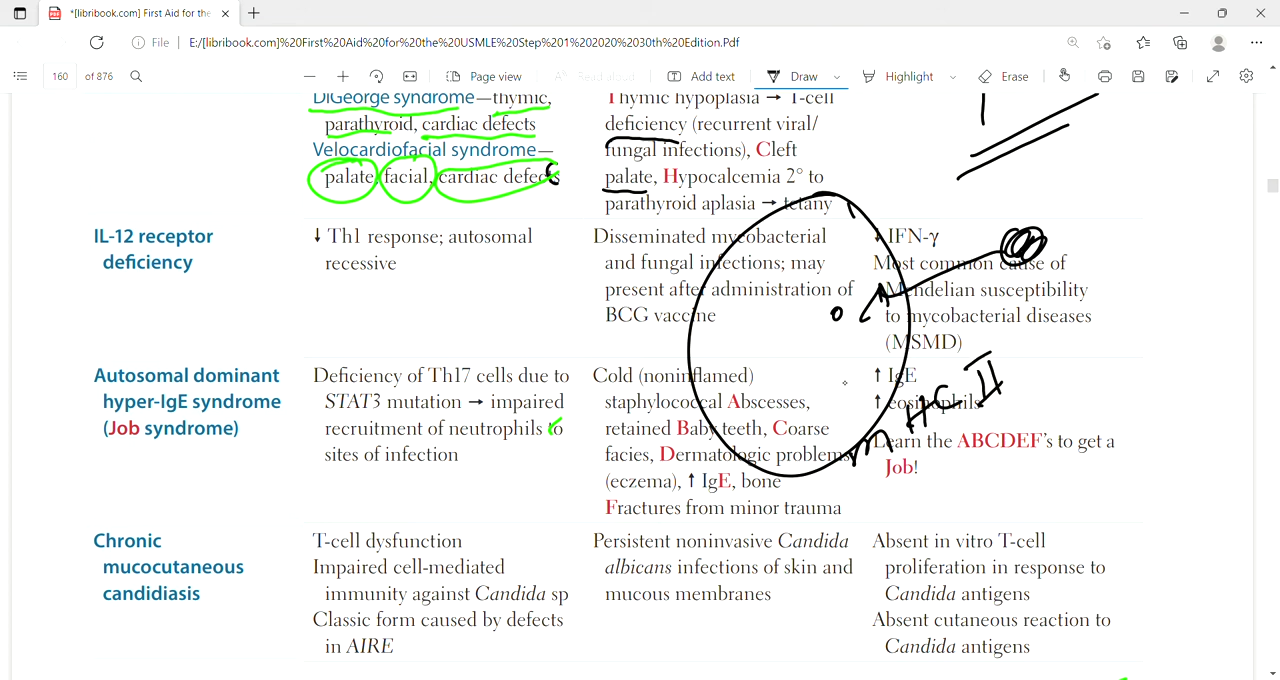 *[libribook.com] First Aid for the
File
E:/[libribook.com]%20First%20Aid%20for%20the%20USMLE%20Step%201%202020%2030th%20Edition.Pdf
160 of 876
Page view
Read aloud
Add text
Draw
Highlight
Erase
DiGeorge syndrome—thymic,
parathyroid, cardiac defects
Velocardiofacial syndrome—
palate, facial, cardiac defects
Thymic hypoplasia → T-cell
deficiency (recurrent viral/
fungal infections), Cleft
palate, Hypocalcemia 2° to
parathyroid aplasia → tetany
IL-12 receptor
deficiency
↓ Th1 response; autosomal
recessive
Disseminated mycobacterial
and fungal infections; may
present after administration of
BCG vaccine
↓ IFN-γ
Most common cause of
Mendelian susceptibility
to mycobacterial diseases
(MSMD)
Autosomal dominant
hyper-IgE syndrome
(Job syndrome)
Deficiency of Th17 cells due to
STAT3 mutation → impaired
recruitment of neutrophils to
sites of infection
Cold (noninflamed)
staphylococcal Abscesses,
retained Baby teeth, Coarse
facies, Dermatologic problems
(eczema), ↑ IgE, bone
Fractures from minor trauma
↑ IgE
↑ eosinophils
Learn the ABCDEF's to get a
Job!
MHC II
Chronic
mucocutaneous
candidiasis
T-cell dysfunction
Impaired cell-mediated
immunity against Candida sp
Classic form caused by defects
in AIRE
Persistent noninvasive Candida
albicans infections of skin and
mucous membranes
Absent in vitro T-cell
proliferation in response to
Candida antigens
Absent cutaneous reaction to
Candida antigens